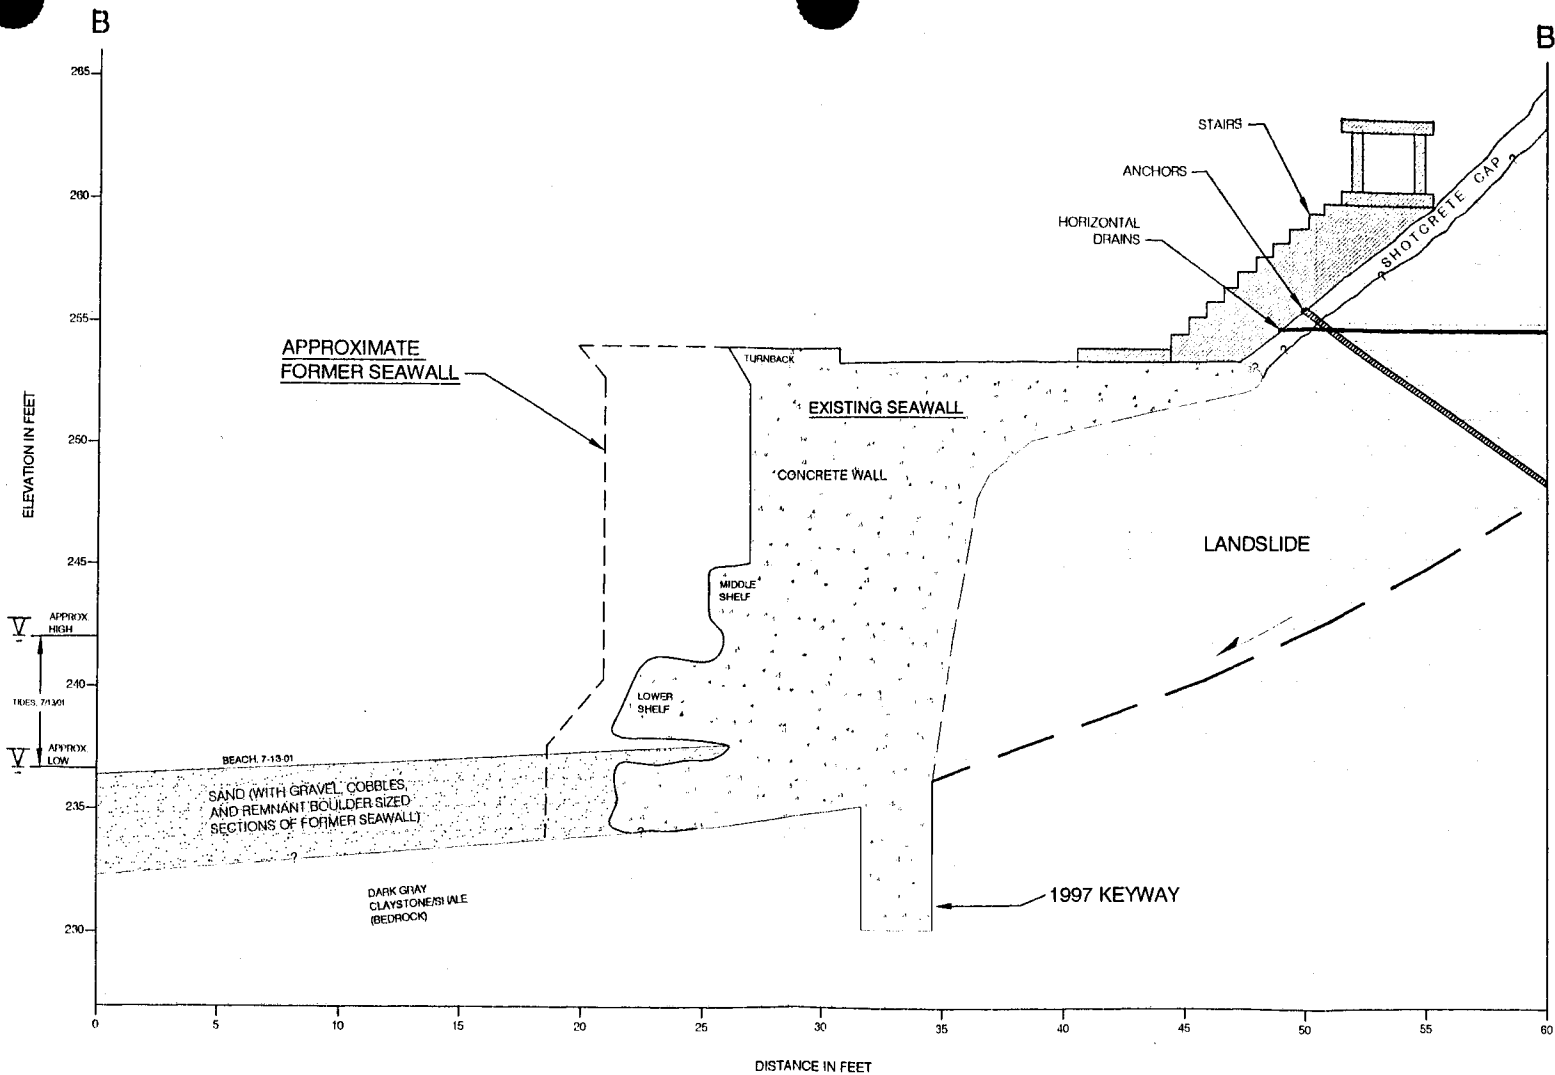 B
B
265
260
255
250
245
240
235
230
ELEVATION IN FEET
STAIRS
ANCHORS
HORIZONTAL
DRAINS
SHOTCRETE CAP
?
?
?
??
APPROXIMATE
FORMER SEAWALL
TURNBACK
EXISTING SEAWALL
CONCRETE WALL
LANDSLIDE
MIDDLE
SHELF
LOWER
SHELF
APPROX.
HIGH
TIDES, 7/13/01
APPROX.
LOW
BEACH, 7-13-01
SAND (WITH GRAVEL, COBBLES,
AND REMNANT BOULDER SIZED
SECTIONS OF FORMER SEAWALL)
?
?
DARK GRAY
CLAYSTONE/SHALE
(BEDROCK)
1997 KEYWAY
0
5
10
15
20
25
30
35
40
45
50
55
60
DISTANCE IN FEET